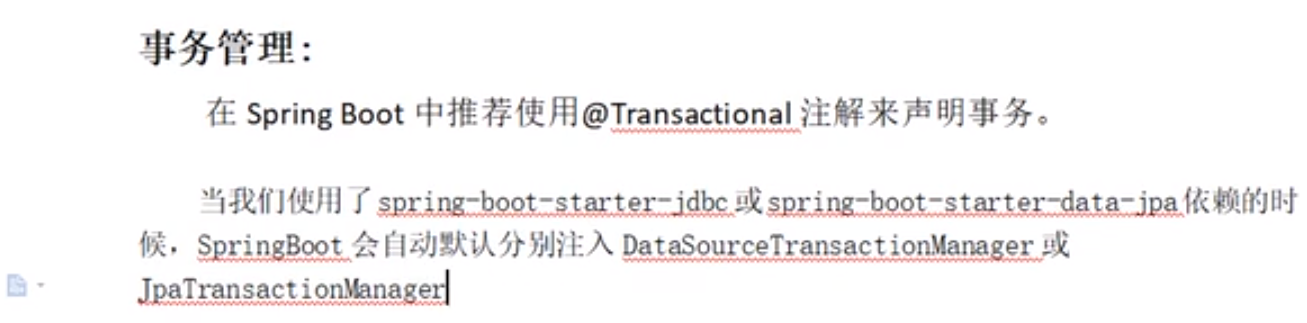 事务管理:
在 Spring Boot 中推荐使用@Transactional 注解来声明事务。
当我们使用了 spring-boot-starter-jdbc 或 spring-boot-starter-data-jpa 依赖的时
候，SpringBoot 会自动默认分别注入 DataSourceTransactionManager 或
JpaTransactionManager